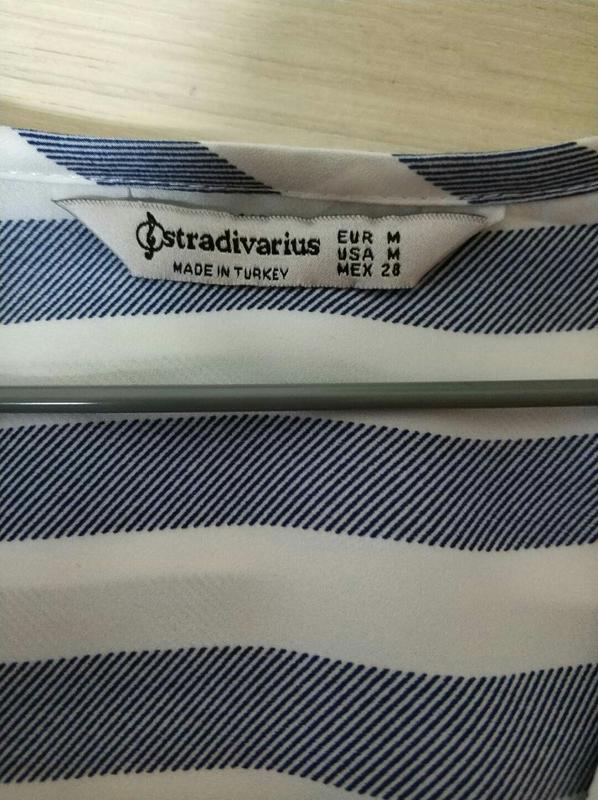 stradivarius
MADE IN TURKEY
EUR M
USA M
MEX 28